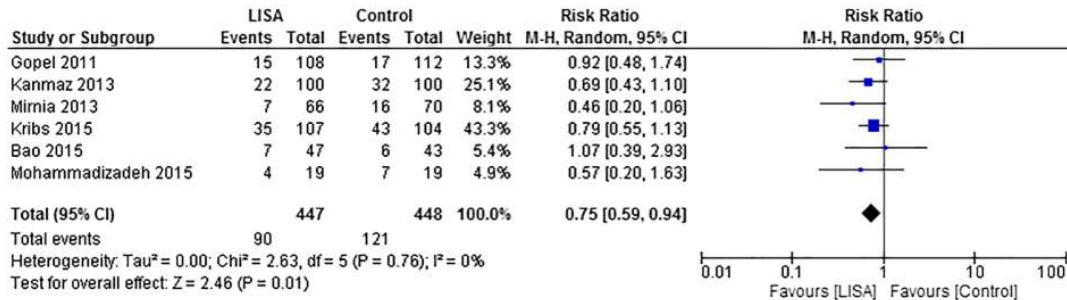 LISA Control Risk Ratio Risk Ratio
Study or Subgroup Events Total Events Total Weight M-H, Random, 95% CI M-H, Random, 95% CI
Gopel 2011 15 108 17 112 13.3% 0.92 [0.48, 1.74]
Kanmaz 2013 22 100 32 100 25.1% 0.69 [0.43, 1.10]
Mirnia 2013 7 66 16 70 8.1% 0.46 [0.20, 1.06]
Kribs 2015 35 107 43 104 43.3% 0.79 [0.55, 1.13]
Bao 2015 7 47 6 43 5.4% 1.07 [0.39, 2.93]
Mohammadizadeh 2015 4 19 7 19 4.9% 0.57 [0.20, 1.63]
Total (95% CI) 447 448 100.0% 0.75 [0.59, 0.94]
Total events 90 121
Heterogeneity: Tau² = 0.00; Chi² = 2.63, df = 5 (P = 0.76); I² = 0%
Test for overall effect: Z = 2.46 (P = 0.01)
0.01 0.1 1 10 100
Favours [LISA] Favours [Control]